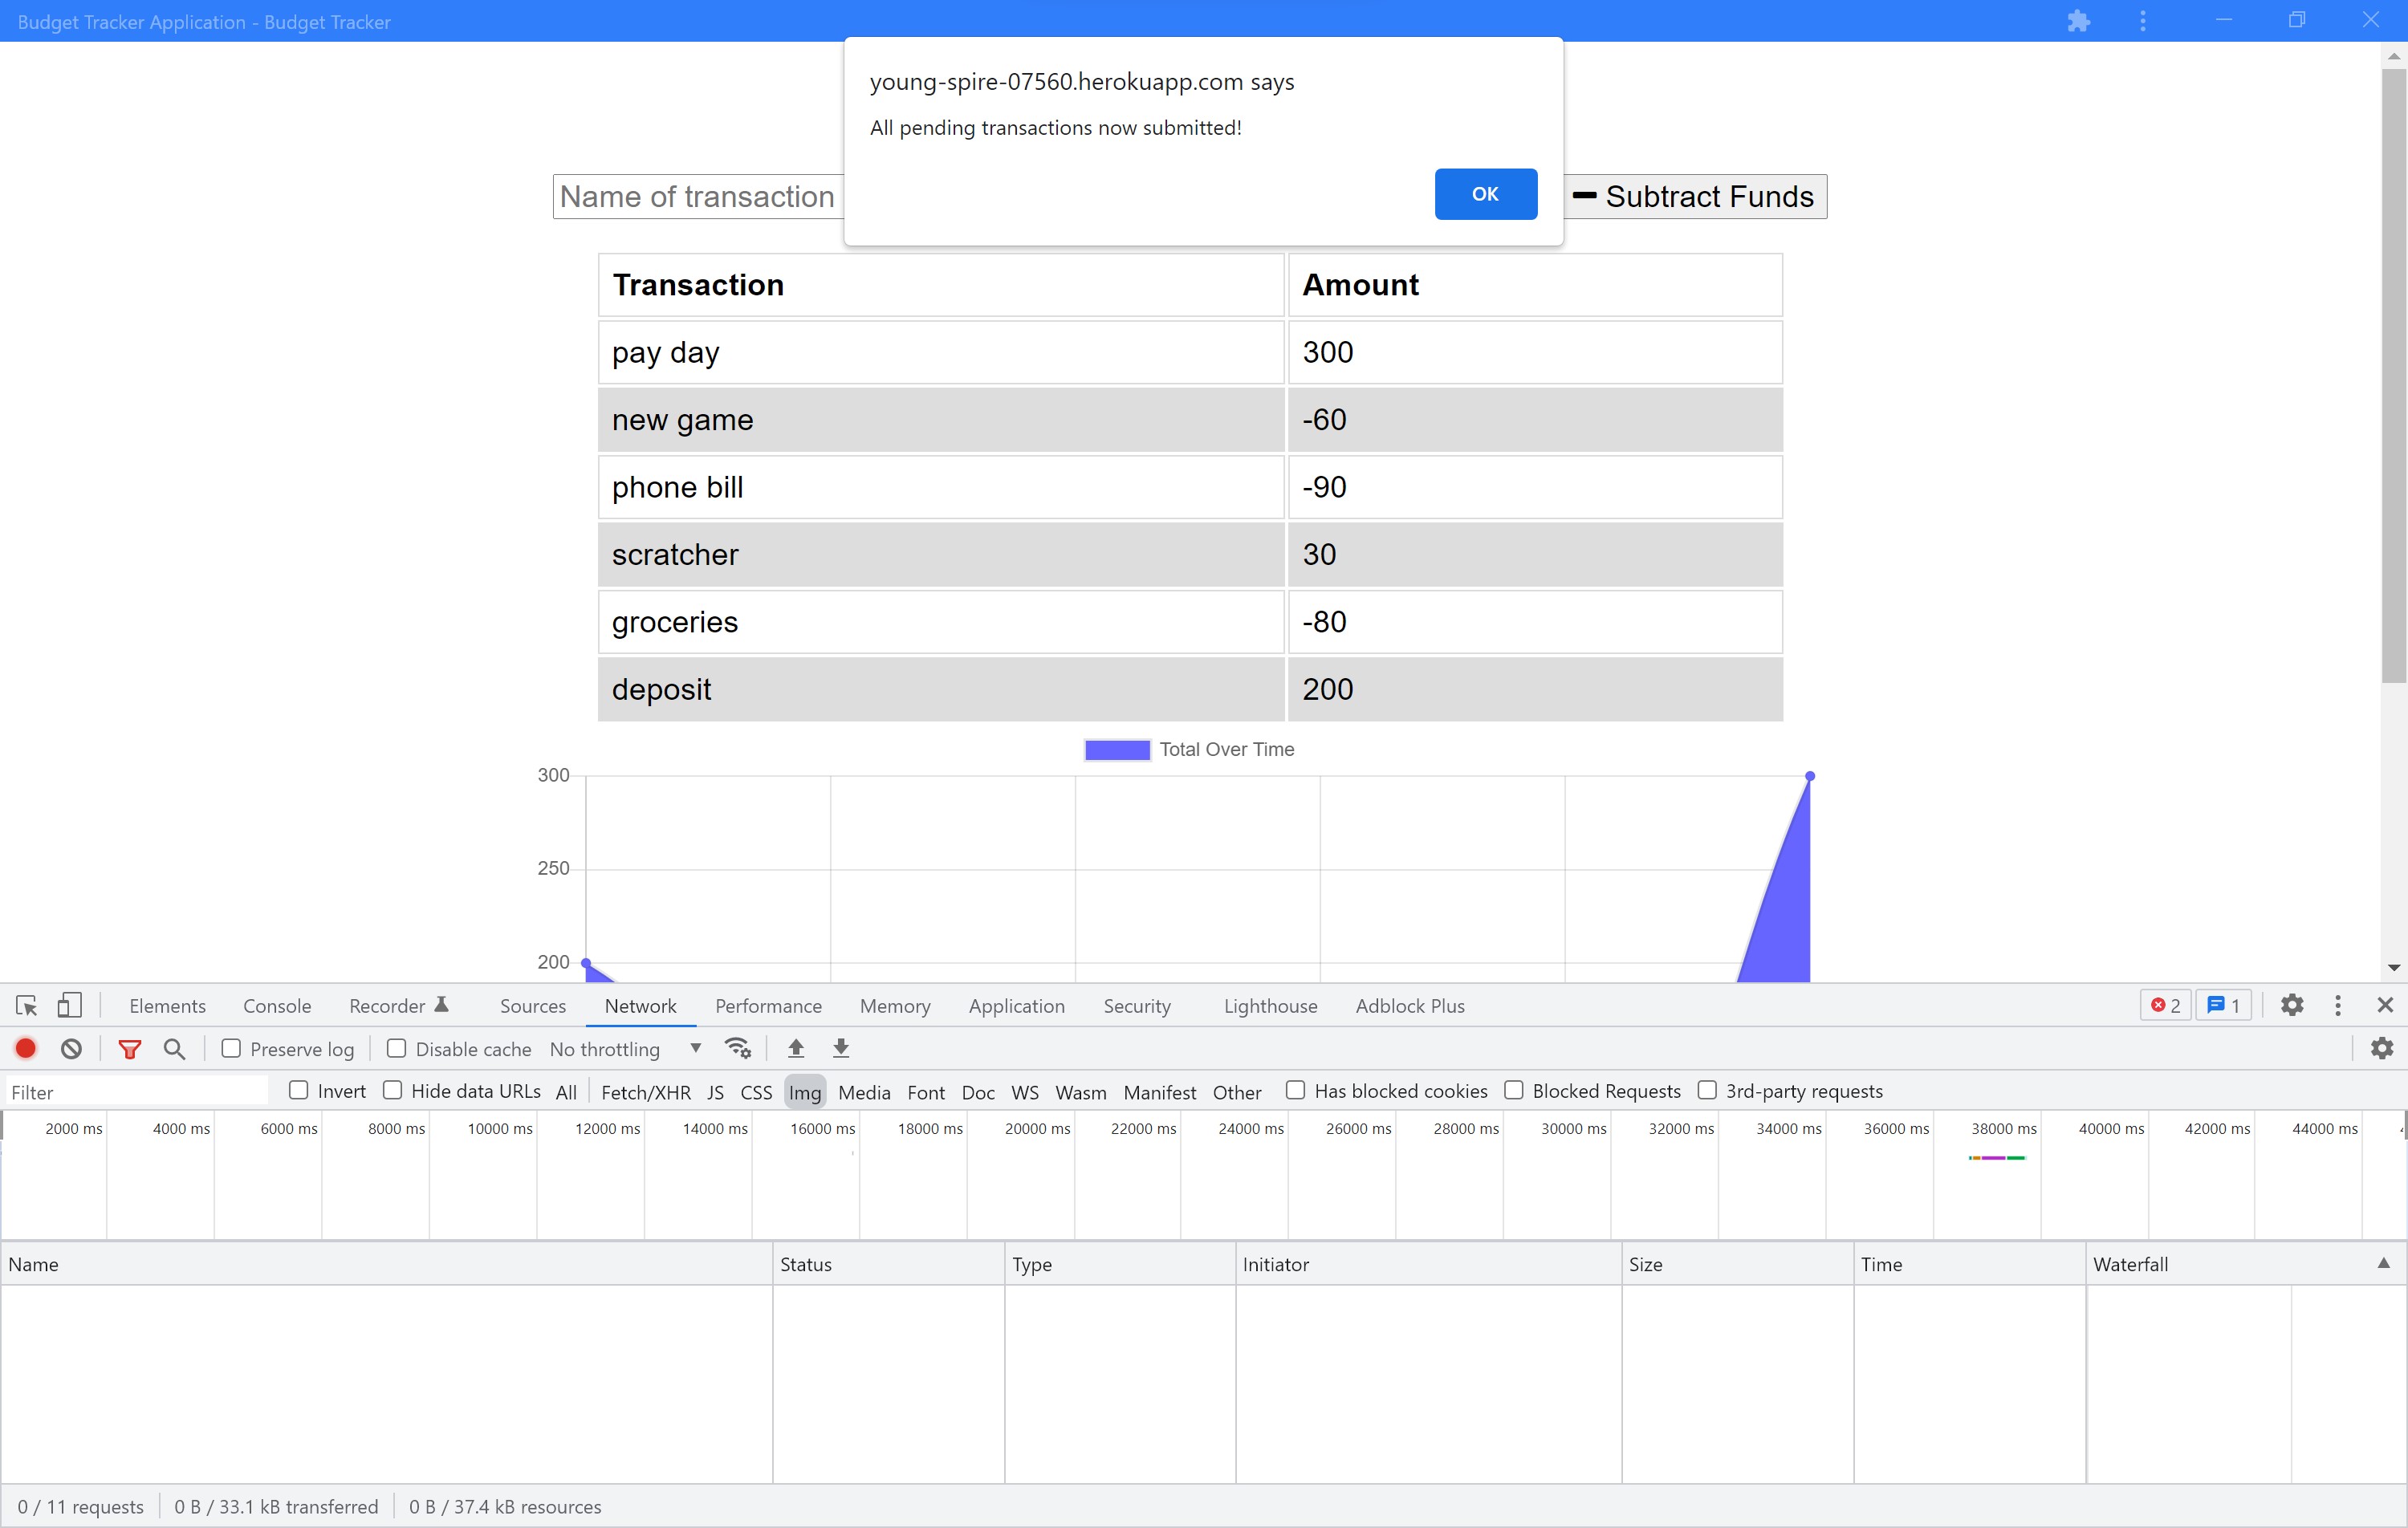 Budget Tracker Application - Budget Tracker
young-spire-07560.herokuapp.com says
All pending transactions now submitted!
OK
Name of transaction
Subtract Funds
Transaction Amount
pay day 300
new game -60
phone bill -90
scratcher 30
groceries -80
deposit 200
Total Over Time
300
250
200
Elements Console Recorder Sources Network Performance Memory Application Security Lighthouse Adblock Plus 2 1
Preserve log Disable cache No throttling
Filter Invert Hide data URLs All Fetch/XHR JS CSS Img Media Font Doc WS Wasm Manifest Other Has blocked cookies Blocked Requests 3rd-party requests
2000 ms 4000 ms 6000 ms 8000 ms 10000 ms 12000 ms 14000 ms 16000 ms 18000 ms 20000 ms 22000 ms 24000 ms 26000 ms 28000 ms 30000 ms 32000 ms 34000 ms 36000 ms 38000 ms 40000 ms 42000 ms 44000 ms
Name Status Type Initiator Size Time Waterfall
0 / 11 requests 0 B / 33.1 kB transferred 0 B / 37.4 kB resources